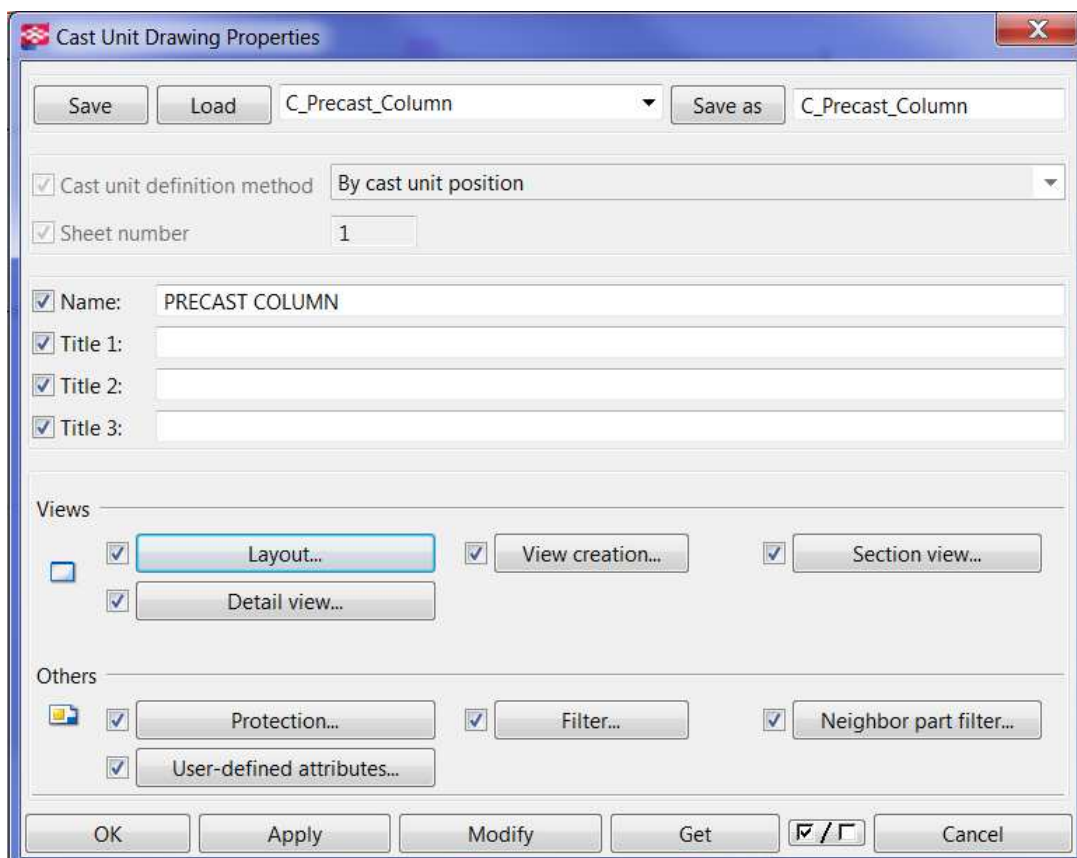 Cast Unit Drawing Properties
Save Load C_Precast_Column Save as C_Precast_Column
Cast unit definition method By cast unit position
Sheet number 1
Name: PRECAST COLUMN
Title 1:
Title 2:
Title 3:
Views
Layout... View creation... Section view...
Detail view...
Others
Protection... Filter... Neighbor part filter...
User-defined attributes...
OK Apply Modify Get / Cancel